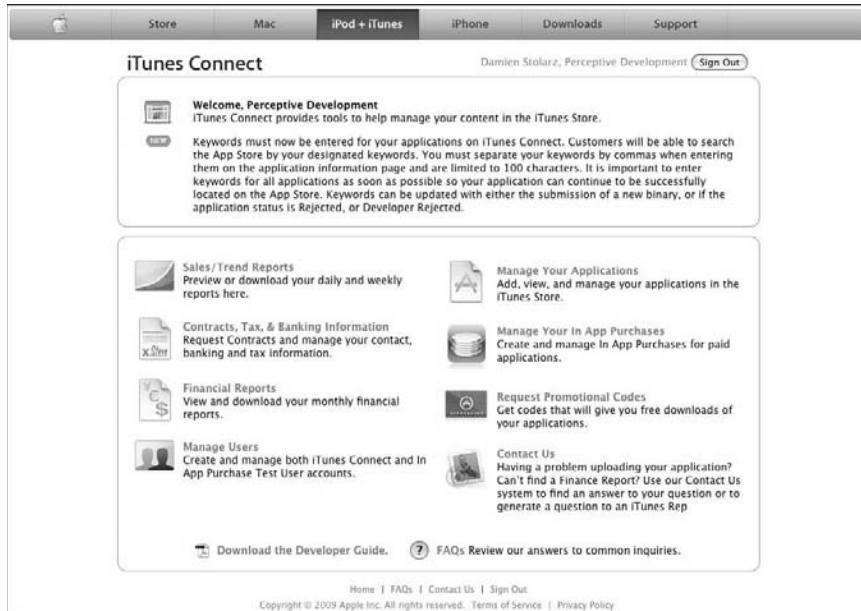 Store Mac iPod + iTunes iPhone Downloads Support
iTunes Connect
Damien Stolarz, Perceptive Development Sign Out
Welcome, Perceptive Development
iTunes Connect provides tools to help manage your content in the iTunes Store.
NEW
Keywords must now be entered for your applications on iTunes Connect. Customers will be able to search
the App Store by your designated keywords. You must separate your keywords by commas when entering
them on the application information page and are limited to 100 characters. It is important to enter
keywords for all applications as soon as possible so your application can continue to be successfully
located on the App Store. Keywords can be updated with either the submission of a new binary, or if the
application status is Rejected, or Developer Rejected.
Sales/Trend Reports
Preview or download your daily and weekly
reports here.
Contracts, Tax, & Banking Information
Request Contracts and manage your contact,
banking and tax information.
Financial Reports
View and download your monthly financial
reports.
Manage Users
Create and manage both iTunes Connect and In
App Purchase Test User accounts.
Manage Your Applications
Add, view, and manage your applications in the
iTunes Store.
Manage Your In App Purchases
Create and manage In App Purchases for paid
applications.
Request Promotional Codes
Get codes that will give you free downloads of
your applications.
Contact Us
Having a problem uploading your application?
Can't find a Finance Report? Use our Contact Us
system to find an answer to your question or to
generate a question to an iTunes Rep
Download the Developer Guide.
? FAQs Review our answers to common inquiries.
Home | FAQs | Contact Us | Sign Out
Copyright © 2009 Apple Inc. All rights reserved. Terms of Service | Privacy Policy